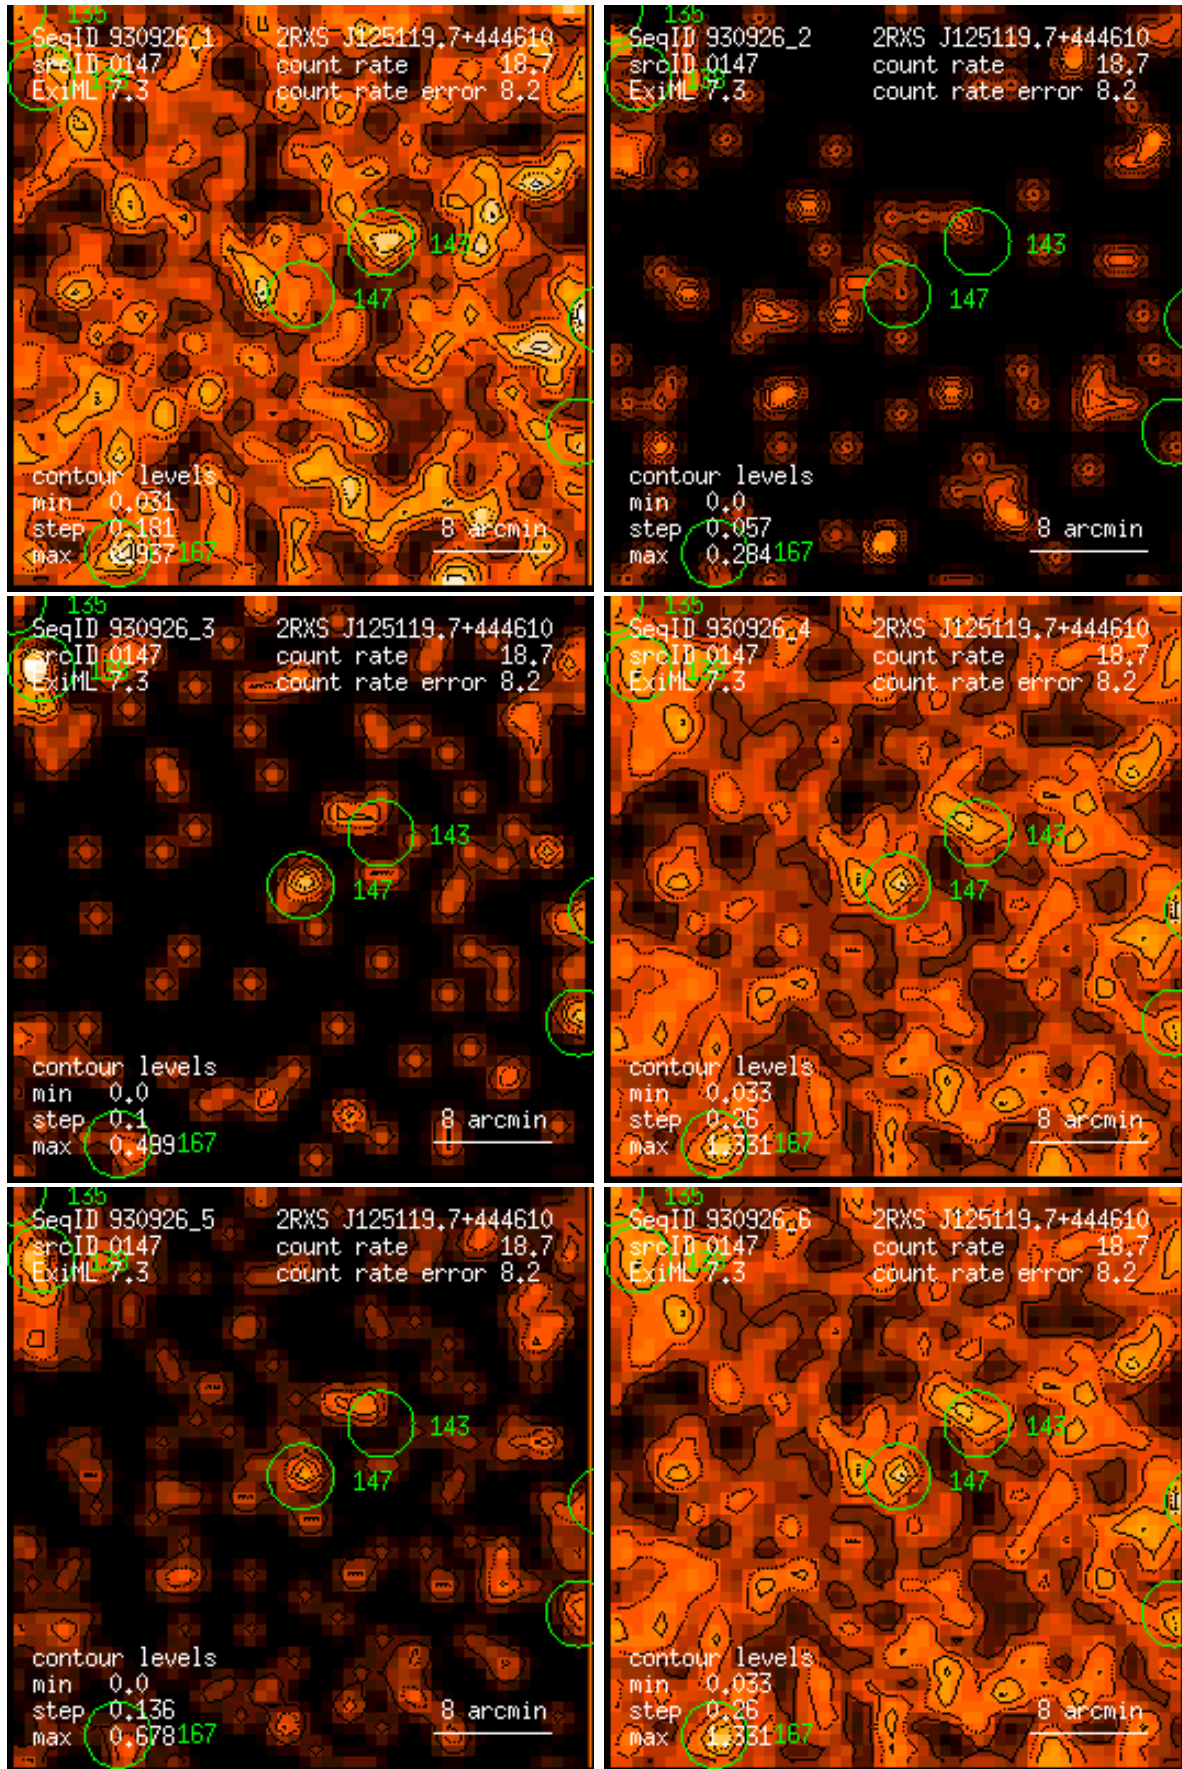 135
SeqID 930926_1 2RXS J125119.7+444610
srcID 0147 count rate 18.7
ExiML 7.3 count rate error 8.2
143
147
contour levels
min 0.031
step 0.181
max 0.937 167
8 arcmin
135
SeqID 930926_2 2RXS J125119.7+444610
srcID 0147 count rate 18.7
ExiML 7.3 count rate error 8.2
143
147
contour levels
min 0.0
step 0.057
max 0.284 167
8 arcmin
135
SeqID 930926_3 2RXS J125119.7+444610
srcID 0147 count rate 18.7
ExiML 7.3 count rate error 8.2
143
147
contour levels
min 0.0
step 0.1
max 0.499 167
8 arcmin
135
SeqID 930926_4 2RXS J125119.7+444610
srcID 0147 count rate 18.7
ExiML 7.3 count rate error 8.2
143
147
contour levels
min 0.033
step 0.26
max 1.331 167
8 arcmin
135
SeqID 930926_5 2RXS J125119.7+444610
srcID 0147 count rate 18.7
ExiML 7.3 count rate error 8.2
143
147
contour levels
min 0.0
step 0.136
max 0.678 167
8 arcmin
135
SeqID 930926_6 2RXS J125119.7+444610
srcID 0147 count rate 18.7
ExiML 7.3 count rate error 8.2
143
147
contour levels
min 0.033
step 0.26
max 1.331 167
8 arcmin